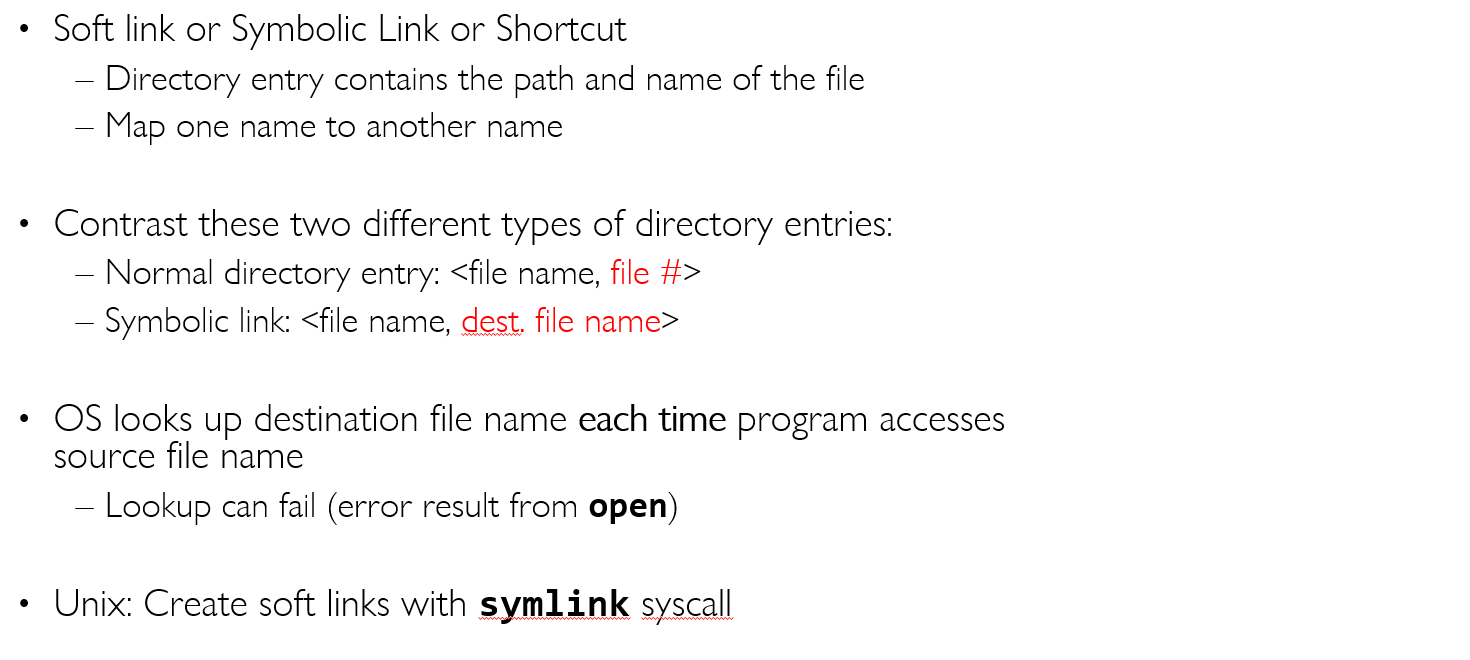 • Soft link or Symbolic Link or Shortcut
– Directory entry contains the path and name of the file
– Map one name to another name
• Contrast these two different types of directory entries:
– Normal directory entry: <file name, file #>
– Symbolic link: <file name, dest. file name>
• OS looks up destination file name each time program accesses
source file name
– Lookup can fail (error result from open)
• Unix: Create soft links with symlink syscall